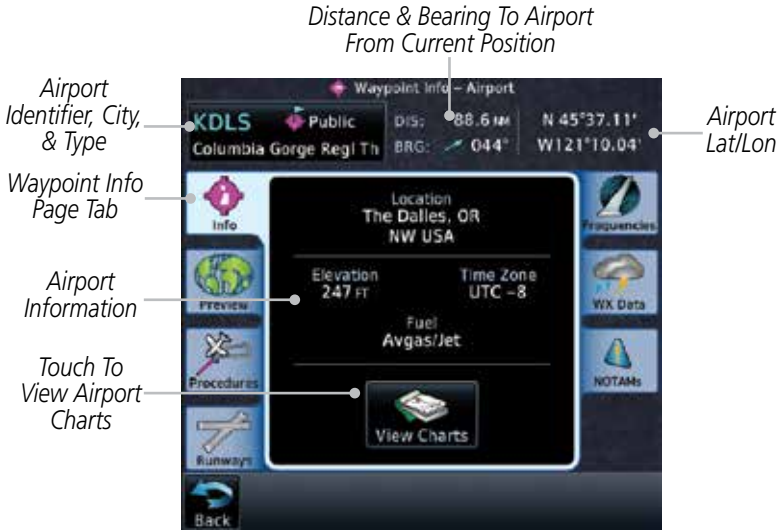 Distance & Bearing To Airport
From Current Position
Airport
Identifier, City,
& Type
Waypoint Info
Page Tab
Airport
Information
Touch To
View Airport
Charts
Airport
Lat/Lon
Waypoint Info – Airport
KDLS Public
Columbia Gorge Regl Th
DIS: 88.6 NM
BRG: 044°
N 45°37.11'
W121°10.04'
Info
Preview
Procedures
Runways
Location
The Dalles, OR
NW USA
Elevation
247 FT
Time Zone
UTC -8
Fuel
Avgas/Jet
View Charts
Frequencies
WX Data
NOTAMs
Back